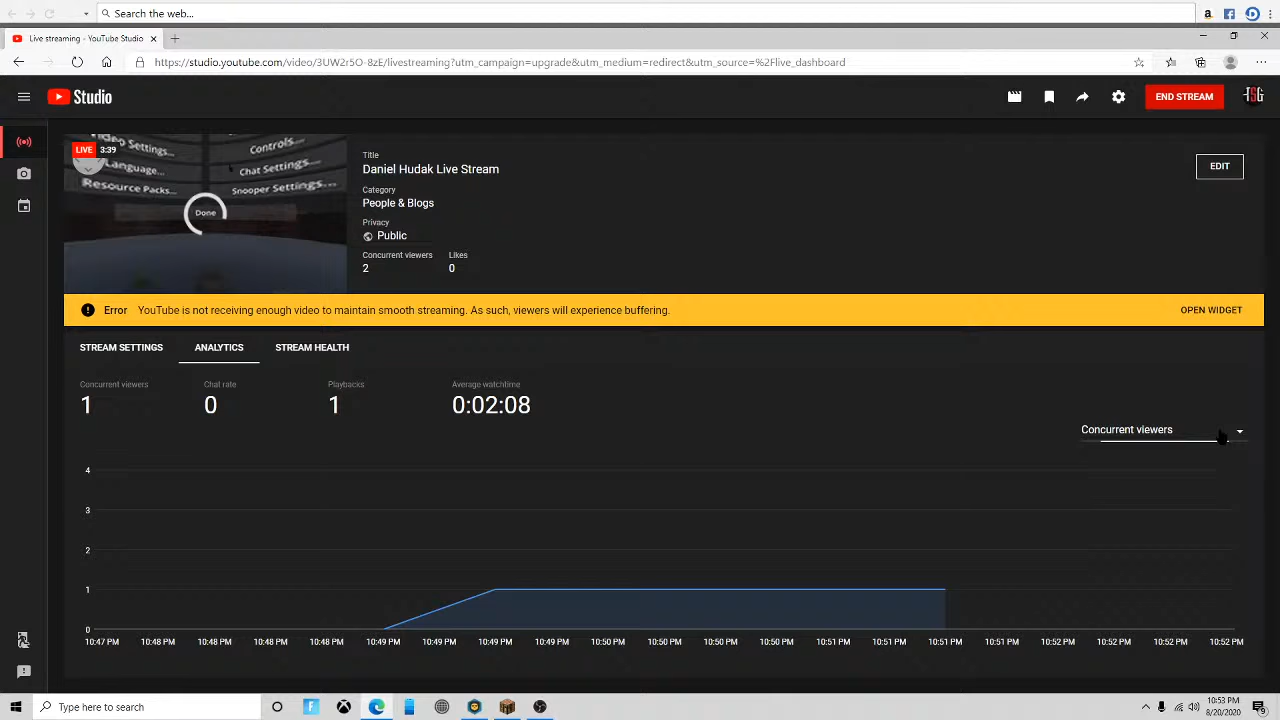 Search the web...
Live streaming - YouTube Studio
https://studio.youtube.com/video/3UW2r5O-8zE/livestreaming?utm_campaign=upgrade&utm_medium=redirect&utm_source=%2Flive_dashboard
Studio
END STREAM
TSG
LIVE 3:39
Video Settings... Controls...
Language... Chat Settings...
Resource Packs... Snooper Settings...
Done
Title
Daniel Hudak Live Stream
Category
People & Blogs
Privacy
Public
Concurrent viewers Likes
2 0
EDIT
Error YouTube is not receiving enough video to maintain smooth streaming. As such, viewers will experience buffering. OPEN WIDGET
STREAM SETTINGS ANALYTICS STREAM HEALTH
Concurrent viewers Chat rate Playbacks Average watchtime
1 0 1 0:02:08
Concurrent viewers
4
3
2
1
0
10:47 PM 10:48 PM 10:48 PM 10:48 PM 10:48 PM 10:49 PM 10:49 PM 10:49 PM 10:49 PM 10:50 PM 10:50 PM 10:50 PM 10:50 PM 10:51 PM 10:51 PM 10:51 PM 10:51 PM 10:52 PM 10:52 PM 10:52 PM 10:52 PM
Type here to search
10:53 PM
8/20/2020